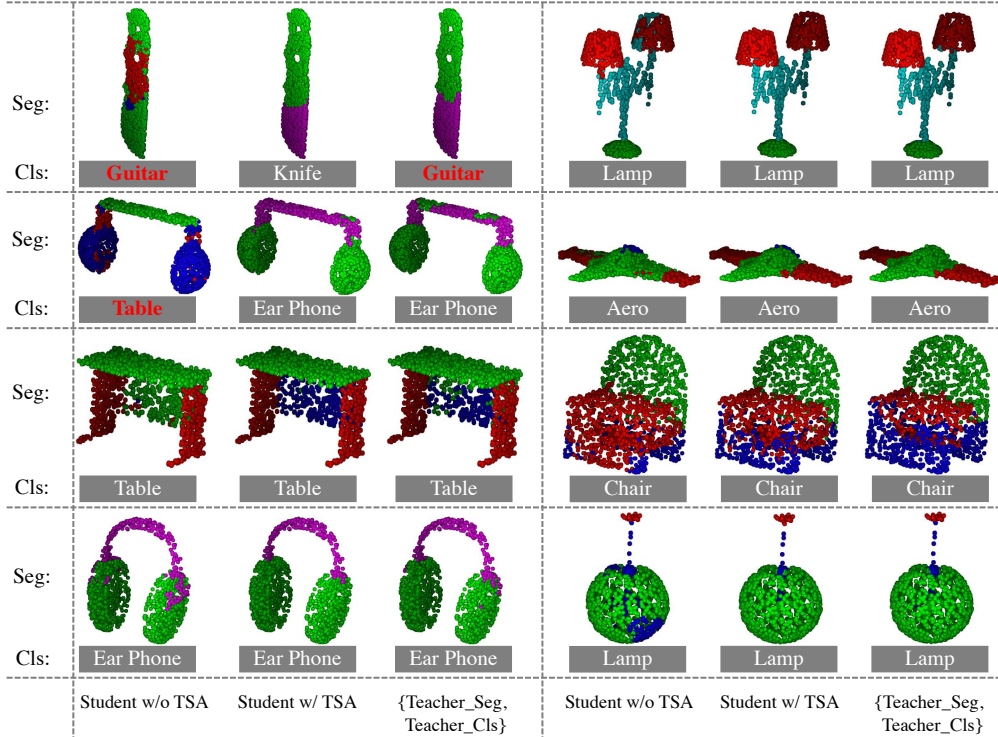 Seg:
Cls:
Guitar
Knife
Guitar
Lamp
Lamp
Lamp
Seg:
Cls:
Table
Ear Phone
Ear Phone
Aero
Aero
Aero
Seg:
Cls:
Table
Table
Table
Chair
Chair
Chair
Seg:
Cls:
Ear Phone
Ear Phone
Ear Phone
Lamp
Lamp
Lamp
Student w/o TSA
Student w/ TSA
{Teacher_Seg,
Teacher_Cls}
Student w/o TSA
Student w/ TSA
{Teacher_Seg,
Teacher_Cls}